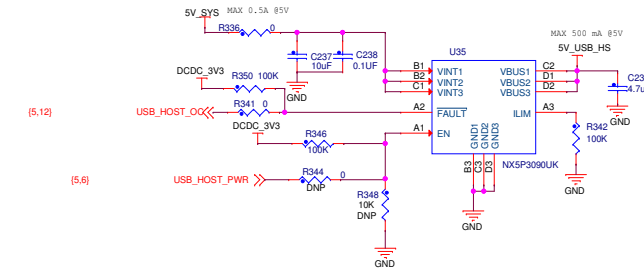 5V_SYS MAX 0.5A @5V
R336 0
MAX 500 mA @5V
5V_USB_HS
C237
10uF
C238
0.1UF
U35
DCDC_3V3
R350 100K
GND
B1 VINT1 VBUS1 C2
B2 VINT2 VBUS2 D1
C1 VINT3 VBUS3 D2
{5,12} USB_HOST_OC R341 0
A2 FAULT ILIM A3
DCDC_3V3
R346
100K
A1 EN
GND1
GND2
GND3
B3
C3
D3
NX5P3090UK
GND
R342
100K
GND
GND
{5,6} USB_HOST_PWR R344 0
DNP
R348
10K
DNP
GND